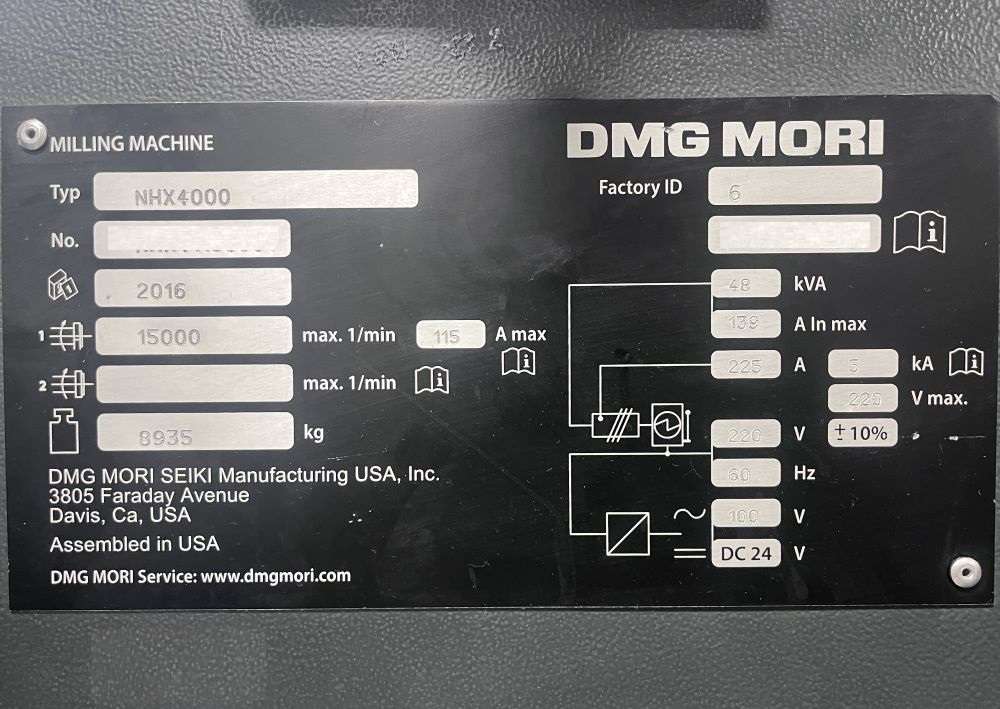 MILLING MACHINE
DMG MORI
Typ NHX4000
Factory ID 6
No.
2016
48 kVA
139 A In max
1 15000 max. 1/min 115 A max
225 A 5 kA
2 max. 1/min
V max.
8935 kg
220 V ± 10%
60 Hz
100 V
DC 24 V
DMG MORI SEIKI Manufacturing USA, Inc.
3805 Faraday Avenue
Davis, Ca, USA
Assembled in USA
DMG MORI Service: www.dmgmori.com